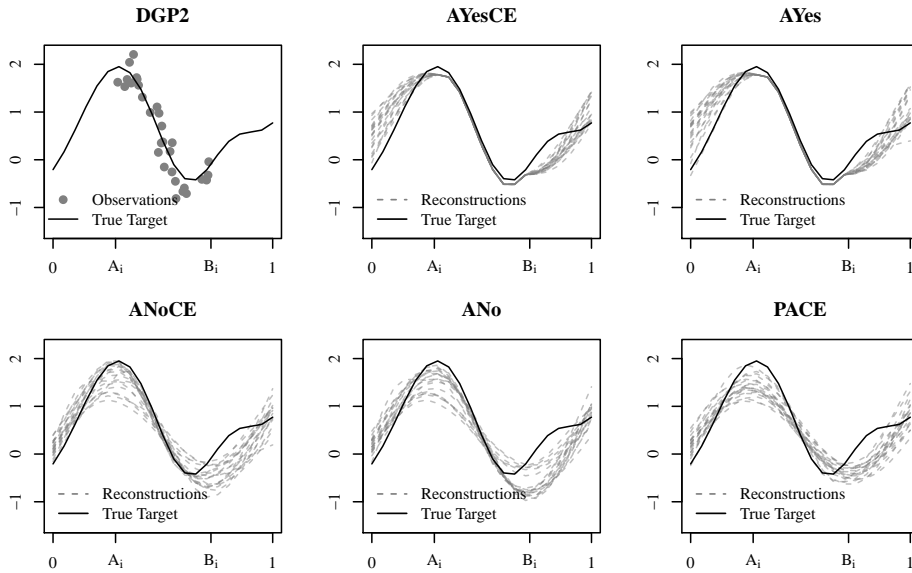 DGP2
2
1
0
−1
Observations
True Target
0 Ai Bi 1
AYesCE
2
1
0
−1
Reconstructions
True Target
0 Ai Bi 1
AYes
2
1
0
−1
Reconstructions
True Target
0 Ai Bi 1
ANoCE
2
1
0
−1
Reconstructions
True Target
0 Ai Bi 1
ANo
2
1
0
−1
Reconstructions
True Target
0 Ai Bi 1
PACE
2
1
0
−1
Reconstructions
True Target
0 Ai Bi 1